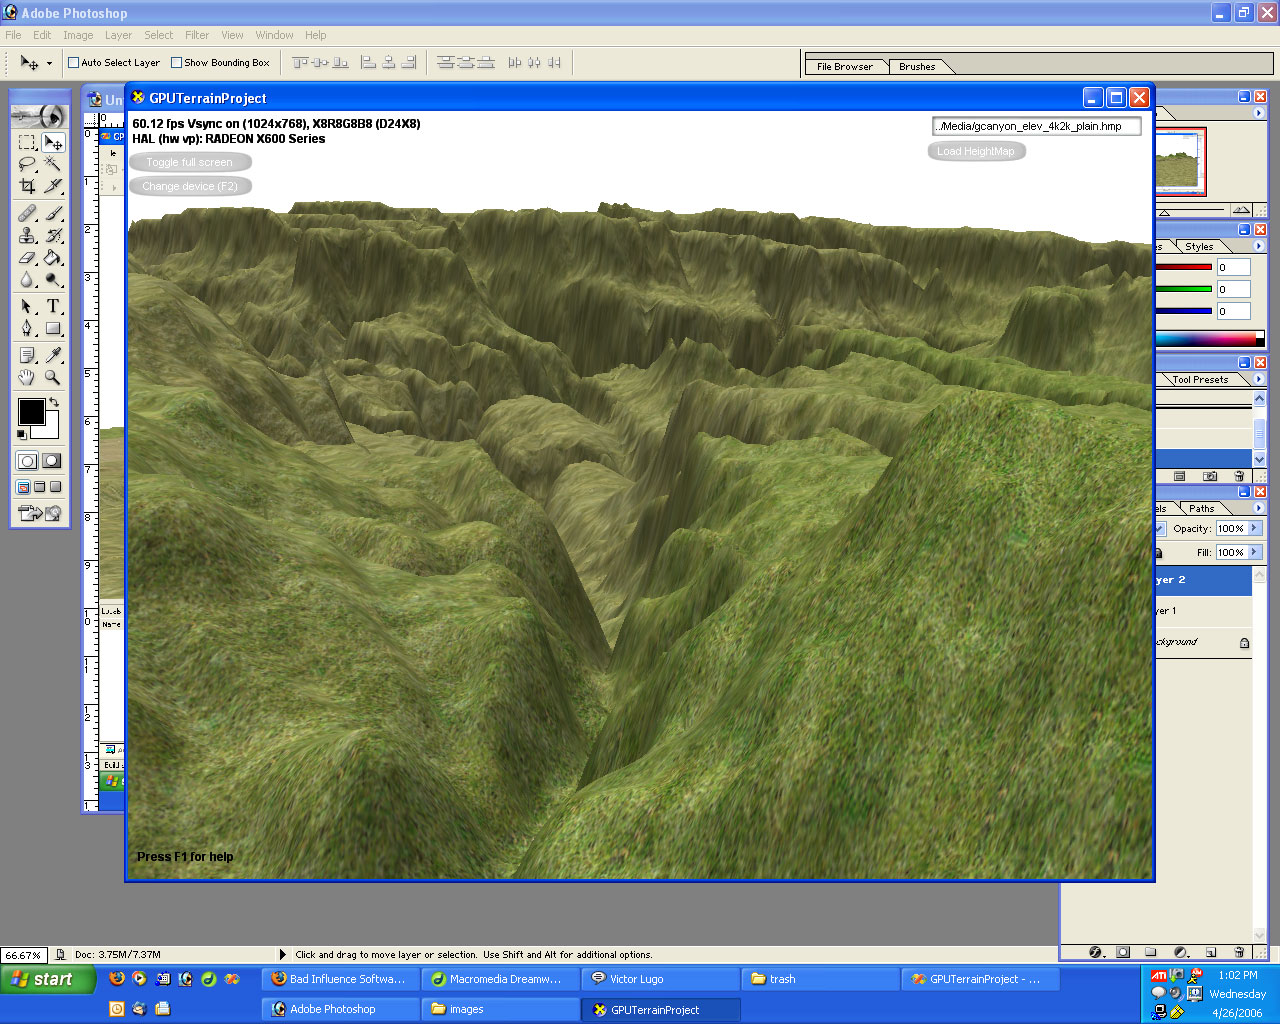 Adobe Photoshop
File Edit Image Layer Select Filter View Window Help
Auto Select Layer Show Bounding Box
File Browser Brushes
GPUTerrainProject
60.12 fps Vsync on (1024x768), X8R8G8B8 (D24X8)
HAL (hw vp): RADEON X600 Series
Toggle full screen
Change device (F2)
../Media/gcanyon_elev_4k2k_plain.hmp
Load HeightMap
Styles
0
0
0
Tool Presets
Paths
Opacity: 100%
Fill: 100%
yer 2
yer 1
ckground
Name
Press F1 for help
66.67% Doc: 3.75M/7.37M Click and drag to move layer or selection. Use Shift and Alt for additional options.
start
Bad Influence Softwa... Macromedia Dreamw... Victor Lugo trash GPUTerrainProject - ...
Adobe Photoshop images GPUTerrainProject
1:02 PM
Wednesday
4/26/2006